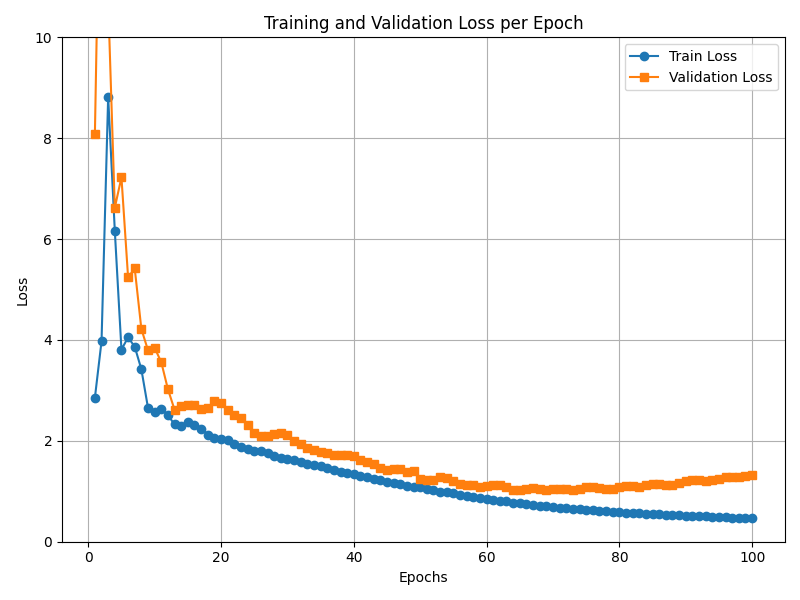 Training and Validation Loss per Epoch
Train Loss
Validation Loss
10
8
6
4
2
0
Loss
0 20 40 60 80 100
Epochs